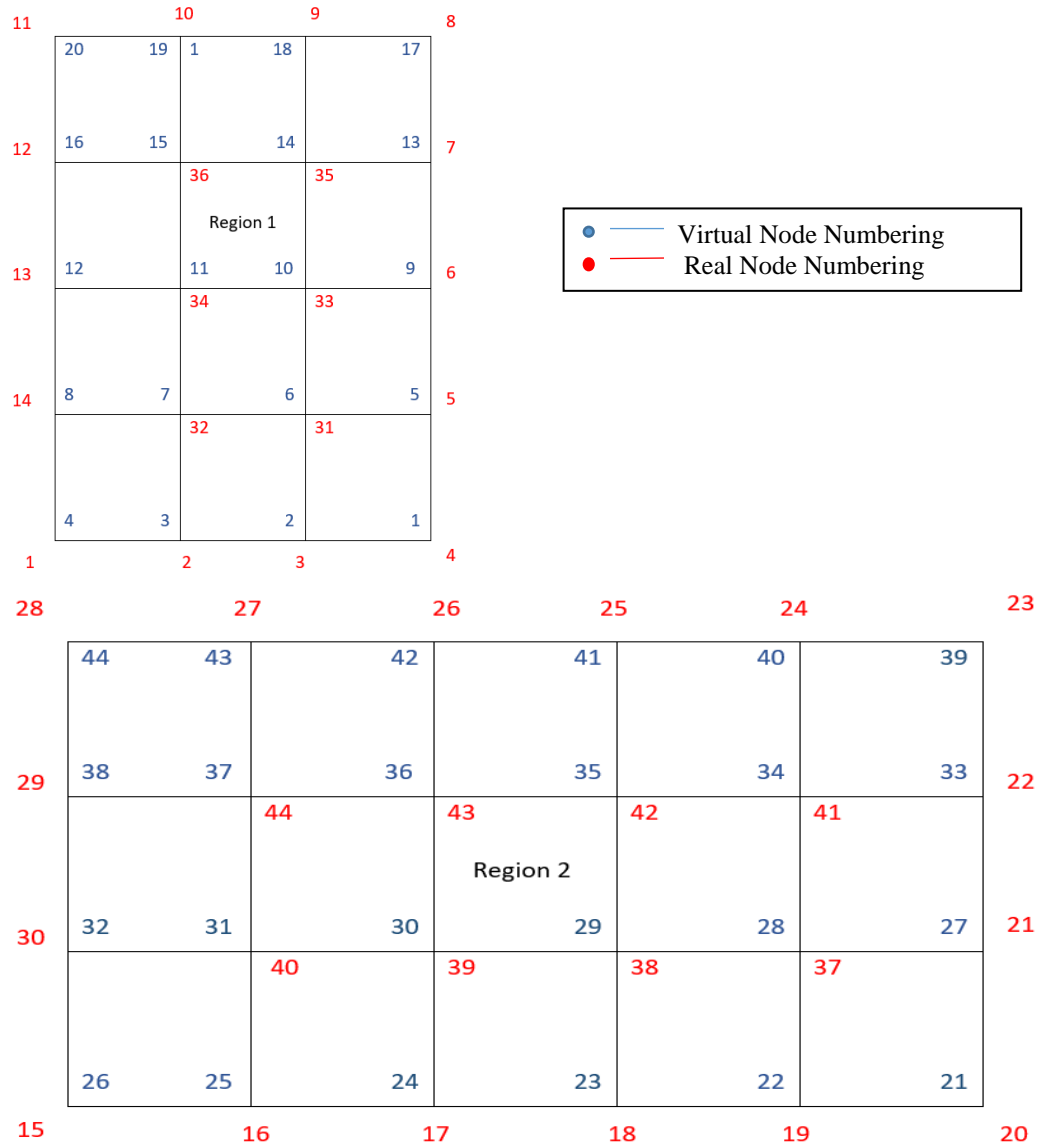 10 9
11 8
20 19 1 18 17
16 15 14 13
12 7
36 35
Region 1
12 11 10 9
13 6
34 33
8 7 6 5
14 5
32 31
4 3 2 1
1 2 3 4
Virtual Node Numbering
Real Node Numbering
28 27 26 25 24 23
44 43 42 41 40 39
38 37 36 35 34 33
29 22
44 43 42 41
Region 2
32 31 30 29 28 27
30 21
40 39 38 37
26 25 24 23 22 21
15 16 17 18 19 20